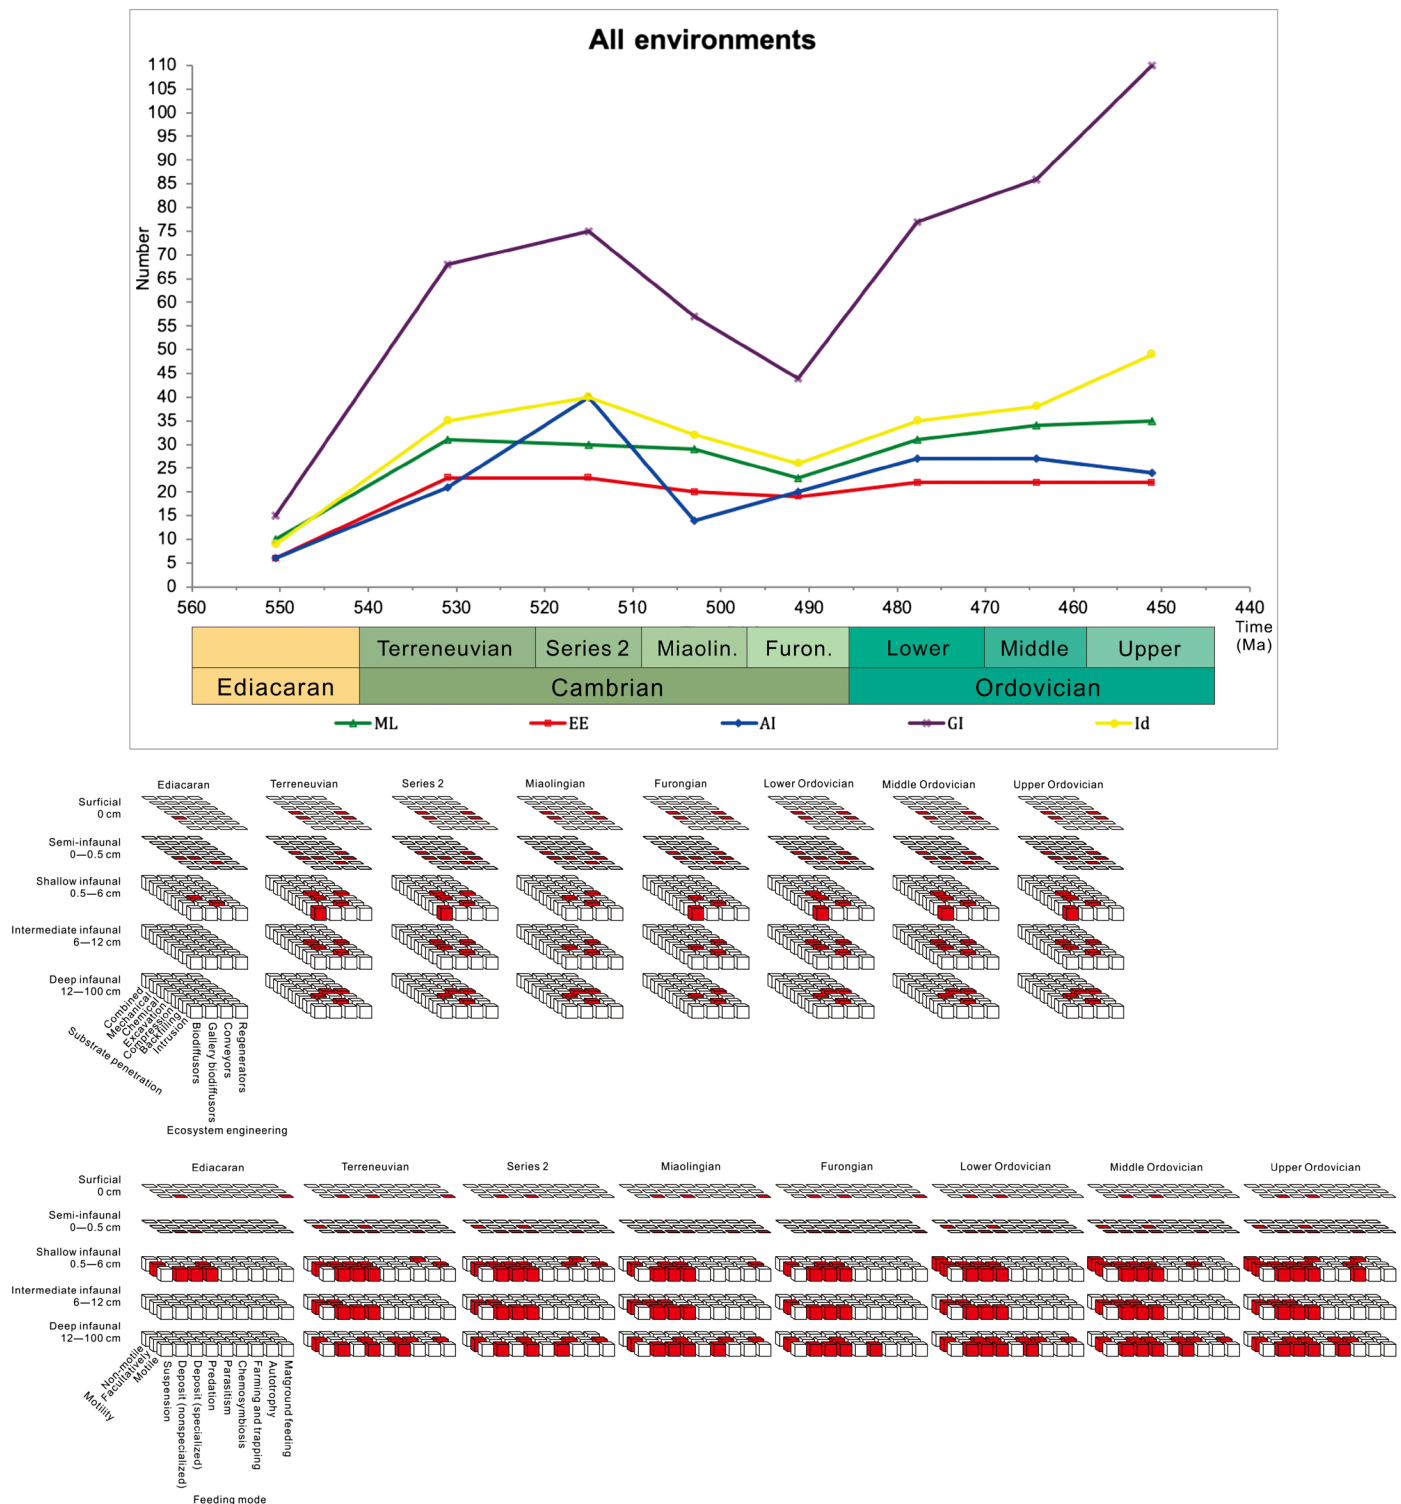 All environments
110
105
100
95
90
85
80
75
70
65
60
55
50
45
40
35
30
25
20
15
10
5
0
Number
560 550 540 530 520 510 500 490 480 470 460 450 440
Time
(Ma)
Terreneuvian Series 2 Miaolin. Furon. Lower Middle Upper
Ediacaran Cambrian Ordovician
ML EE AI GI Id
Ediacaran Terreneuvian Series 2 Miaolingian Furongian Lower Ordovician Middle Ordovician Upper Ordovician
Surficial
0 cm
Semi-infaunal
0—0.5 cm
Shallow infaunal
0.5—6 cm
Intermediate infaunal
6—12 cm
Deep infaunal
12—100 cm
Combined
Mechanical
Chemical
Excavation
Compression
Backfilling
Intrusion
Substrate penetration
Biodiffusors
Gallery biodiffusors
Conveyors
Regenerators
Ecosystem engineering
Ediacaran Terreneuvian Series 2 Miaolingian Furongian Lower Ordovician Middle Ordovician Upper Ordovician
Surficial
0 cm
Semi-infaunal
0—0.5 cm
Shallow infaunal
0.5—6 cm
Intermediate infaunal
6—12 cm
Deep infaunal
12—100 cm
Non-motile
Facultatively
Motile
Motility
Suspension
Deposit (nonspecialized)
Deposit (specialized)
Predation
Parasitism
Chemosymbiosis
Farming and trapping
Autotrophy
Matground feeding
Feeding mode